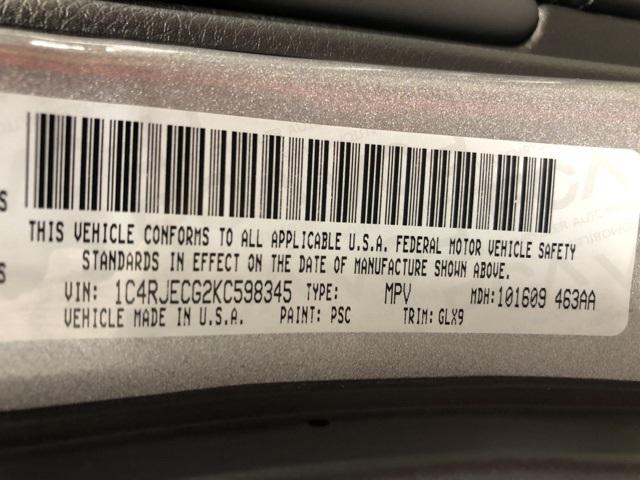 THIS VEHICLE CONFORMS TO ALL APPLICABLE U.S.A. FEDERAL MOTOR VEHICLE SAFETY
STANDARDS IN EFFECT ON THE DATE OF MANUFACTURE SHOWN ABOVE.
VIN: 1C4RJECG2KC598345 TYPE: MPV MDH:101609 463AA
VEHICLE MADE IN U.S.A. PAINT: PSC TRIM: GLX9